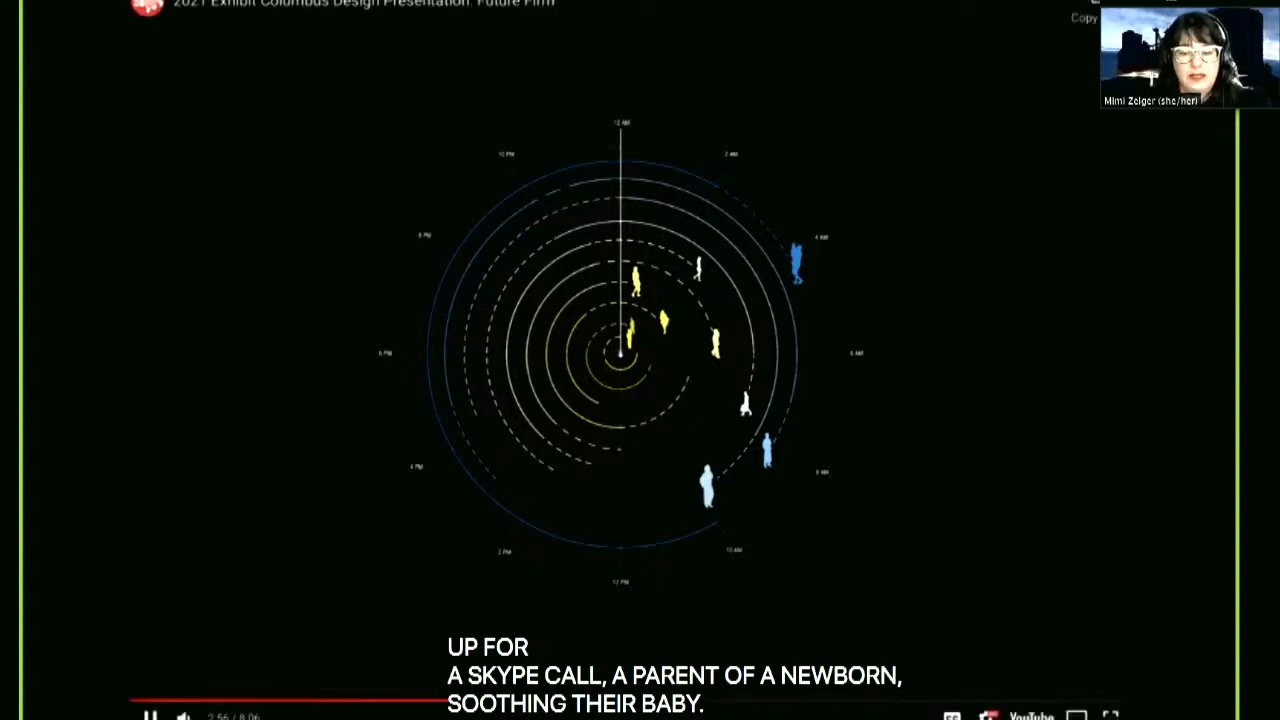 2021 Exhibit Columbus Design Presentation: Future Firm
Copy
Mimi Zeiger (she/her)
12 AM
10 PM
2 AM
8 PM
4 AM
6 PM
6 AM
4 PM
8 AM
2 PM
10 AM
12 PM
UP FOR
A SKYPE CALL, A PARENT OF A NEWBORN,
SOOTHING THEIR BABY.
2:56 / 8:06
CC
YouTube